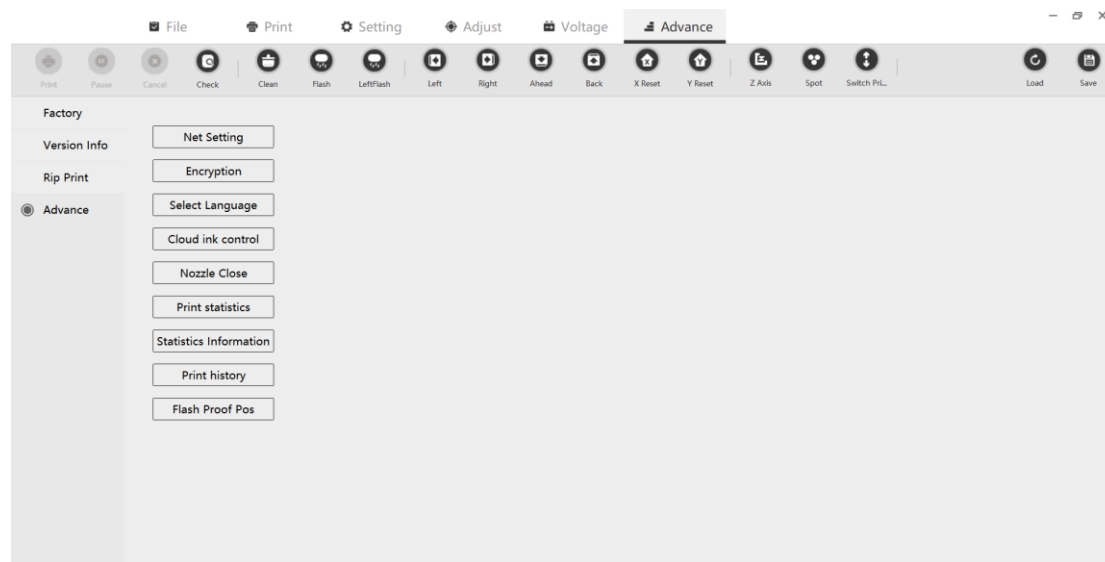 File Print Setting Adjust Voltage Advance
Print Pause Cancel Check Clean Flash LeftFlash Left Right Ahead Back X Reset Y Reset Z Axis Spot Switch Pri... Load Save
Factory
Version Info
Rip Print
Advance
Net Setting
Encryption
Select Language
Cloud ink control
Nozzle Close
Print statistics
Statistics Information
Print history
Flash Proof Pos